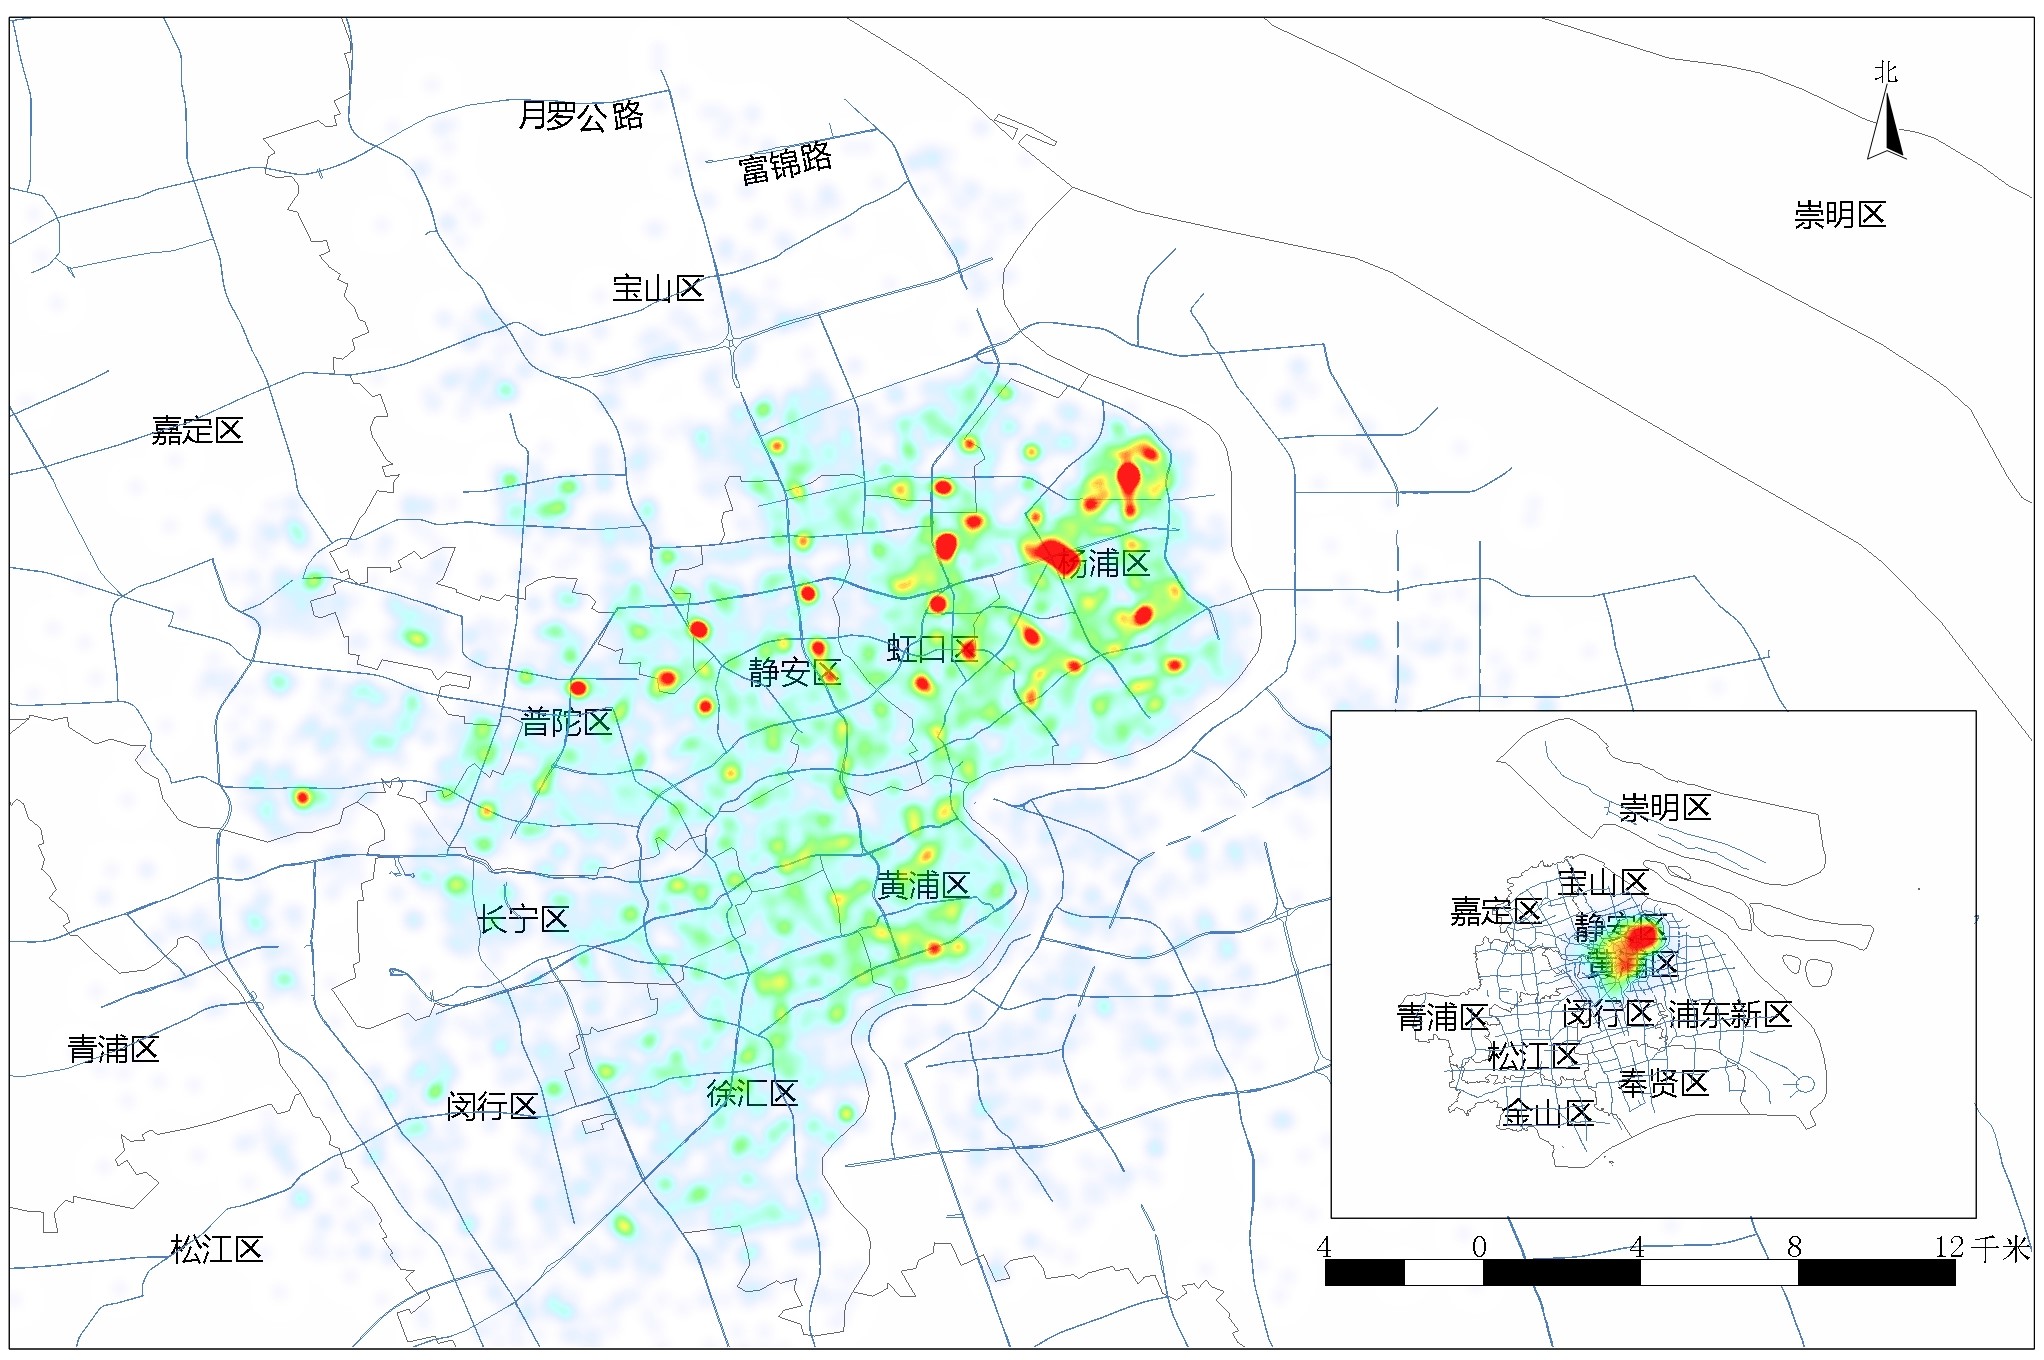 北
月罗公路
富锦路
崇明区
宝山区
嘉定区
杨浦区
虹口区
静安区
普陀区
黄浦区
长宁区
青浦区
徐汇区
闵行区
松江区
崇明区
宝山区
嘉定区
静安区
黄浦区
青浦区
闵行区
浦东新区
松江区
奉贤区
金山区
4 0 4 8 12 千米